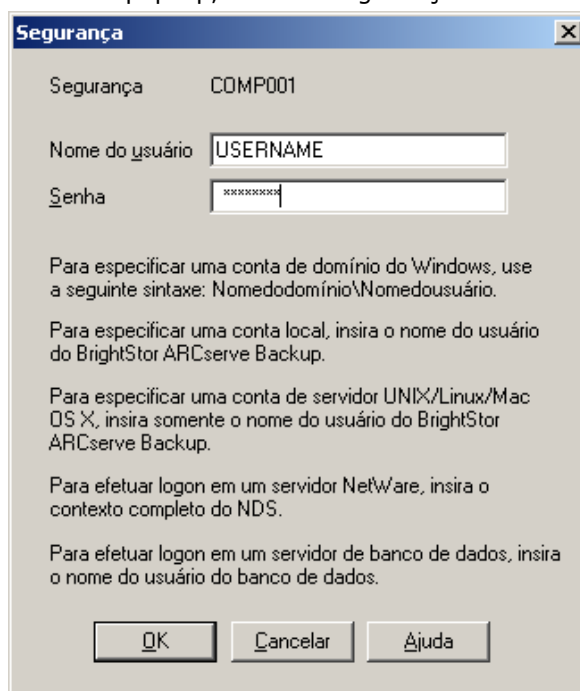 Segurança
Segurança COMP001
Nome do usuário USERNAME
Senha ********
Para especificar uma conta de domínio do Windows, use
a seguinte sintaxe: Nomedodomínio\Nomedousuário.
Para especificar uma conta local, insira o nome do usuário
do BrightStor ARCserve Backup.
Para especificar uma conta de servidor UNIX/Linux/Mac
OS X, insira somente o nome do usuário do BrightStor
ARCserve Backup.
Para efetuar logon em um servidor NetWare, insira o
contexto completo do NDS.
Para efetuar logon em um servidor de banco de dados, insira
o nome do usuário do banco de dados.
OK Cancelar Ajuda